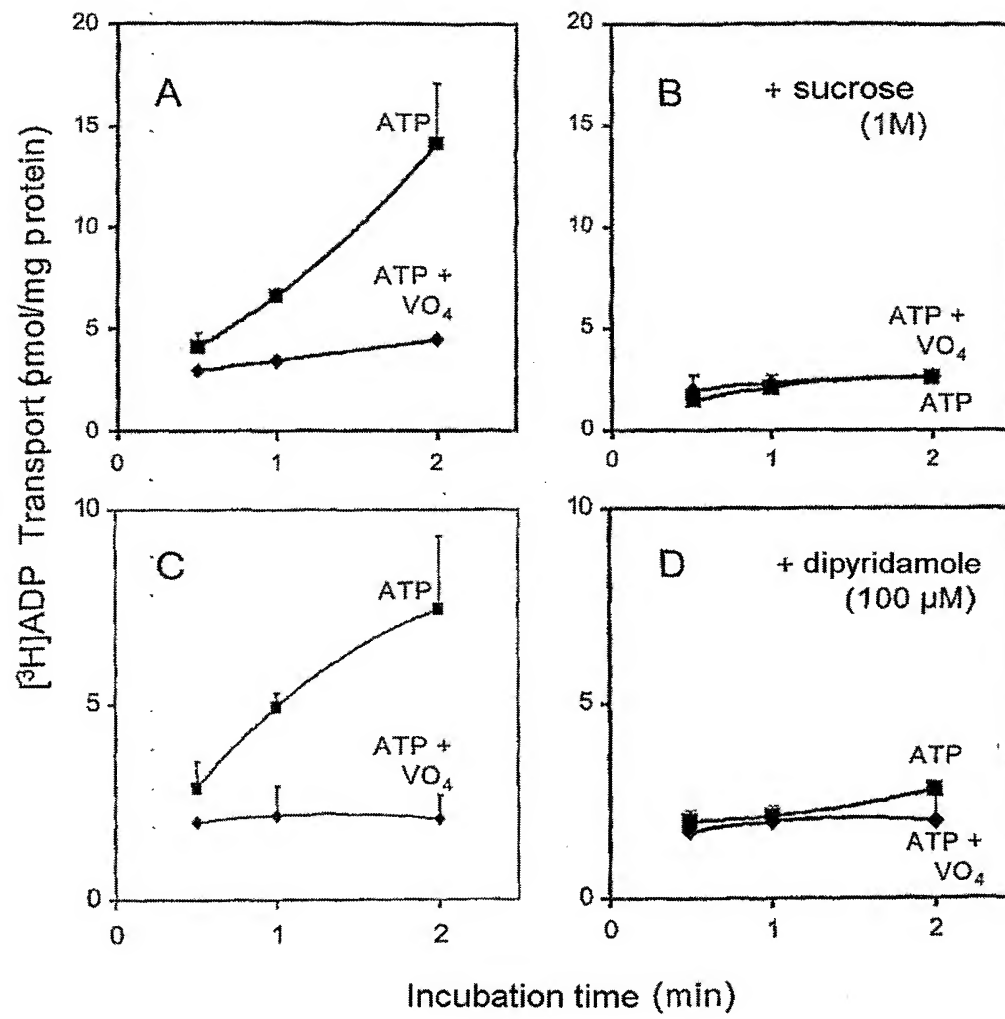 [³H]ADP Transport (pmol/mg protein)
20
15
10
5
0
0
1
2
A
ATP
ATP +
VO₄
20
15
10
5
0
0
1
2
B
+ sucrose
(1M)
ATP +
VO₄
ATP
10
5
0
0
1
2
C
ATP
ATP +
VO₄
10
5
0
0
1
2
D
+ dipyridamole
(100 µM)
ATP
ATP +
VO₄
Incubation time (min)